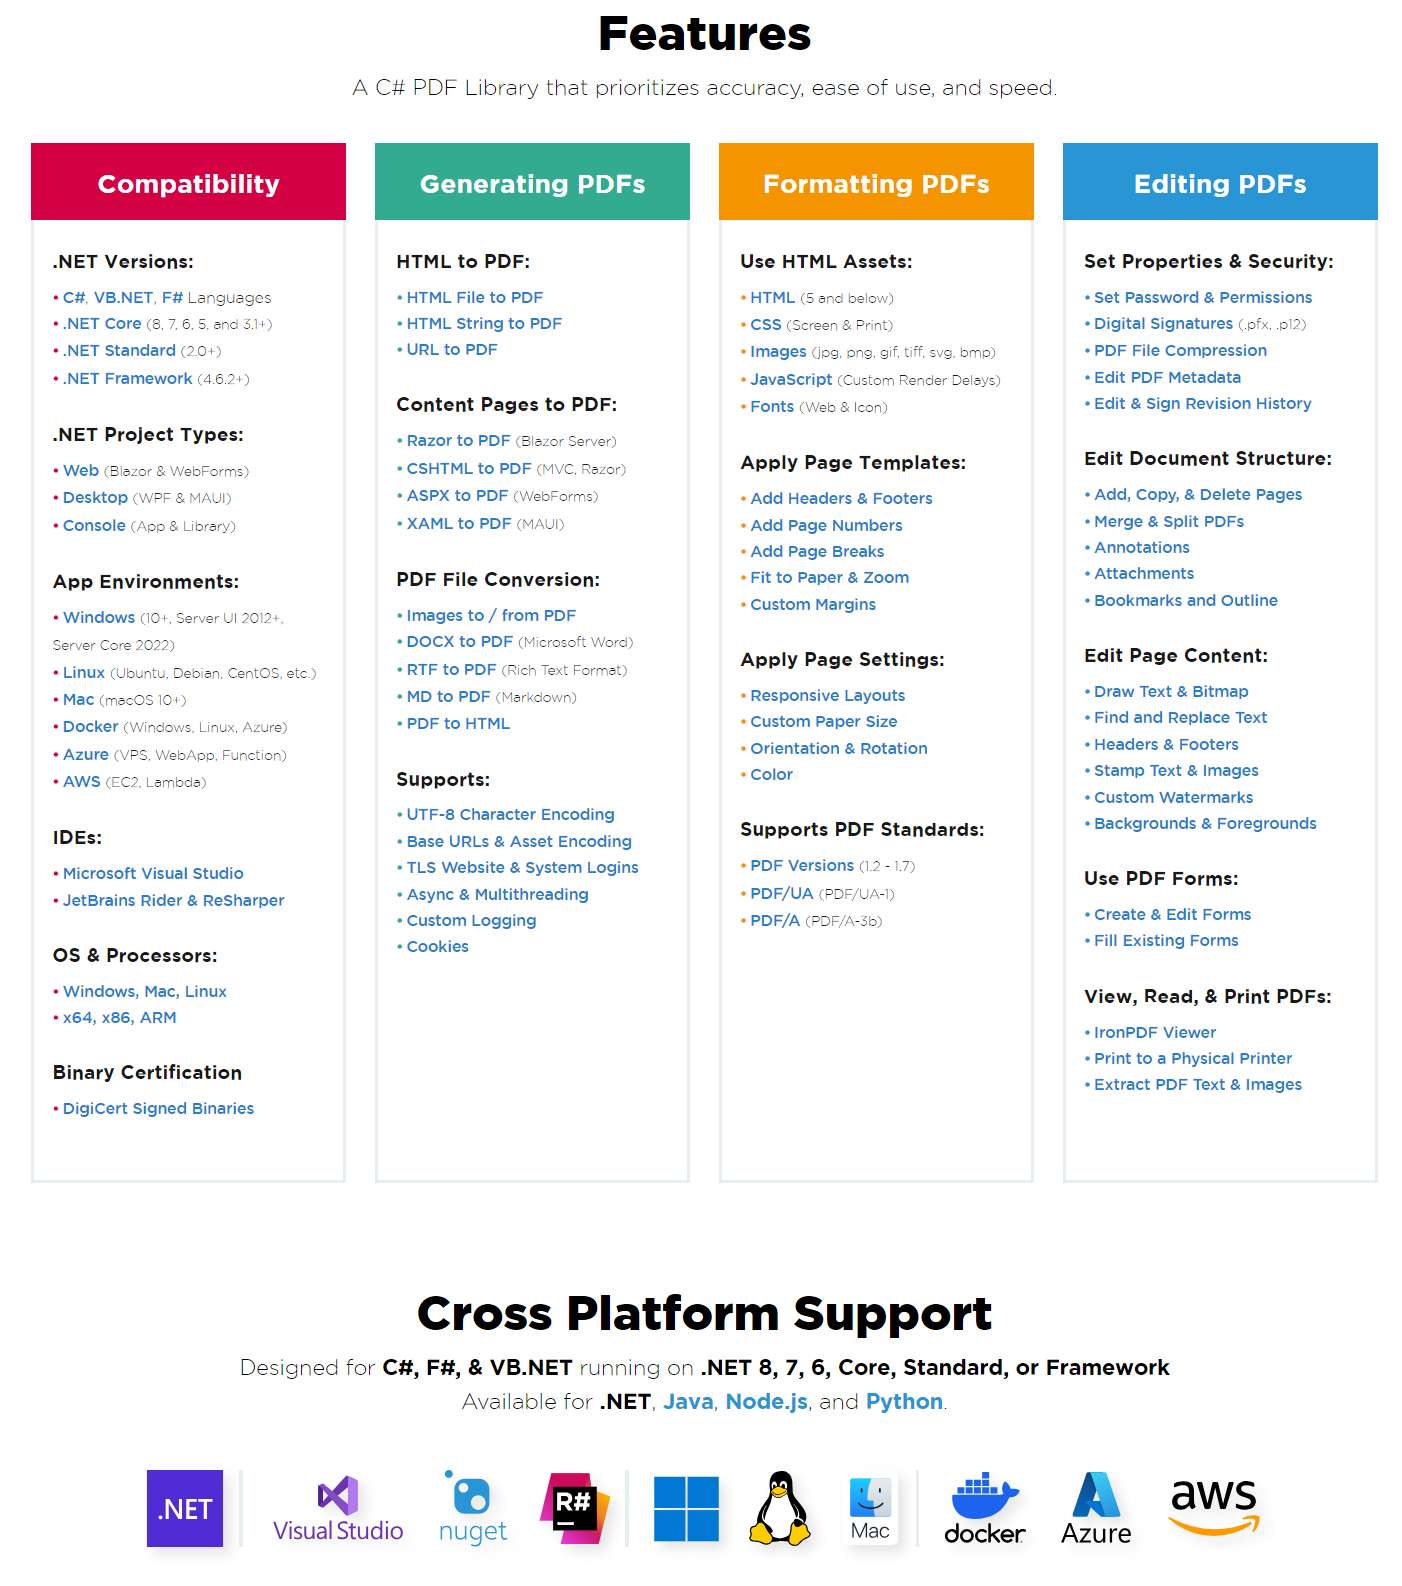 Features
A C# PDF Library that prioritizes accuracy, ease of use, and speed.
Compatibility
.NET Versions:
• C#, VB.NET, F# Languages
• .NET Core (8, 7, 6, 5, and 3.1+)
• .NET Standard (2.0+)
• .NET Framework (4.6.2+)
.NET Project Types:
• Web (Blazor & WebForms)
• Desktop (WPF & MAUI)
• Console (App & Library)
App Environments:
• Windows (10+, Server UI 2012+,
Server Core 2022)
• Linux (Ubuntu, Debian, CentOS, etc.)
• Mac (macOS 10+)
• Docker (Windows, Linux, Azure)
• Azure (VPS, WebApp, Function)
• AWS (EC2, Lambda)
IDEs:
• Microsoft Visual Studio
• JetBrains Rider & ReSharper
OS & Processors:
• Windows, Mac, Linux
• x64, x86, ARM
Binary Certification
• DigiCert Signed Binaries
Generating PDFs
HTML to PDF:
• HTML File to PDF
• HTML String to PDF
• URL to PDF
Content Pages to PDF:
• Razor to PDF (Blazor Server)
• CSHTML to PDF (MVC, Razor)
• ASPX to PDF (WebForms)
• XAML to PDF (MAUI)
PDF File Conversion:
• Images to / from PDF
• DOCX to PDF (Microsoft Word)
• RTF to PDF (Rich Text Format)
• MD to PDF (Markdown)
• PDF to HTML
Supports:
• UTF-8 Character Encoding
• Base URLs & Asset Encoding
• TLS Website & System Logins
• Async & Multithreading
• Custom Logging
• Cookies
Formatting PDFs
Use HTML Assets:
• HTML (5 and below)
• CSS (Screen & Print)
• Images (jpg, png, gif, tiff, svg, bmp)
• JavaScript (Custom Render Delays)
• Fonts (Web & Icon)
Apply Page Templates:
• Add Headers & Footers
• Add Page Numbers
• Add Page Breaks
• Fit to Paper & Zoom
• Custom Margins
Apply Page Settings:
• Responsive Layouts
• Custom Paper Size
• Orientation & Rotation
• Color
Supports PDF Standards:
• PDF Versions (1.2 - 1.7)
• PDF/UA (PDF/UA-1)
• PDF/A (PDF/A-3b)
Editing PDFs
Set Properties & Security:
• Set Password & Permissions
• Digital Signatures (.pfx, .p12)
• PDF File Compression
• Edit PDF Metadata
• Edit & Sign Revision History
Edit Document Structure:
• Add, Copy, & Delete Pages
• Merge & Split PDFs
• Annotations
• Attachments
• Bookmarks and Outline
Edit Page Content:
• Draw Text & Bitmap
• Find and Replace Text
• Headers & Footers
• Stamp Text & Images
• Custom Watermarks
• Backgrounds & Foregrounds
Use PDF Forms:
• Create & Edit Forms
• Fill Existing Forms
View, Read, & Print PDFs:
• IronPDF Viewer
• Print to a Physical Printer
• Extract PDF Text & Images
Cross Platform Support
Designed for C#, F#, & VB.NET running on .NET 8, 7, 6, Core, Standard, or Framework
Available for .NET, Java, Node.js, and Python.
.NET
Visual Studio
nuget
R#
Mac
docker
Azure
aws